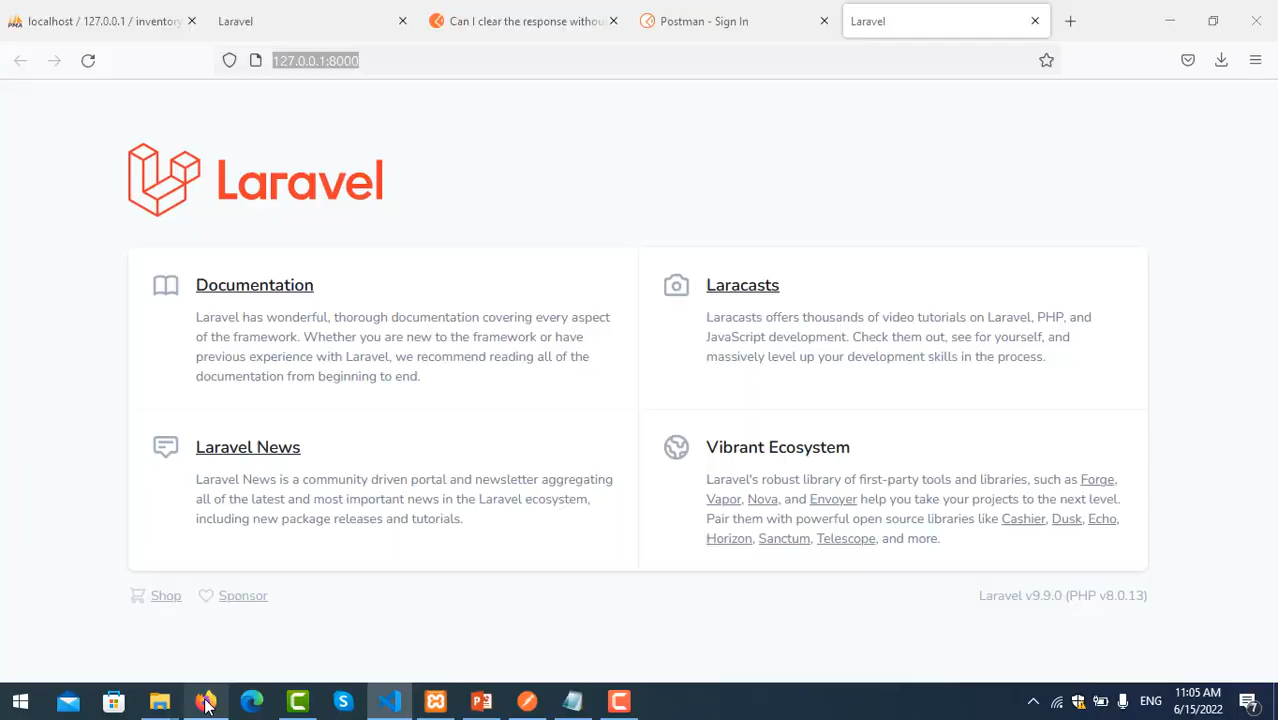 localhost / 127.0.0.1 / inventory
Laravel
Can I clear the response withou
Postman - Sign In
Laravel
127.0.0.1:8000
Laravel
Documentation
Laravel has wonderful, thorough documentation covering every aspect
of the framework. Whether you are new to the framework or have
previous experience with Laravel, we recommend reading all of the
documentation from beginning to end.
Laracasts
Laracasts offers thousands of video tutorials on Laravel, PHP, and
JavaScript development. Check them out, see for yourself, and
massively level up your development skills in the process.
Laravel News
Laravel News is a community driven portal and newsletter aggregating
all of the latest and most important news in the Laravel ecosystem,
including new package releases and tutorials.
Vibrant Ecosystem
Laravel's robust library of first-party tools and libraries, such as Forge,
Vapor, Nova, and Envoyer help you take your projects to the next level.
Pair them with powerful open source libraries like Cashier, Dusk, Echo,
Horizon, Sanctum, Telescope, and more.
Shop
Sponsor
Laravel v9.9.0 (PHP v8.0.13)
ENG
11:05 AM
6/15/2022
7